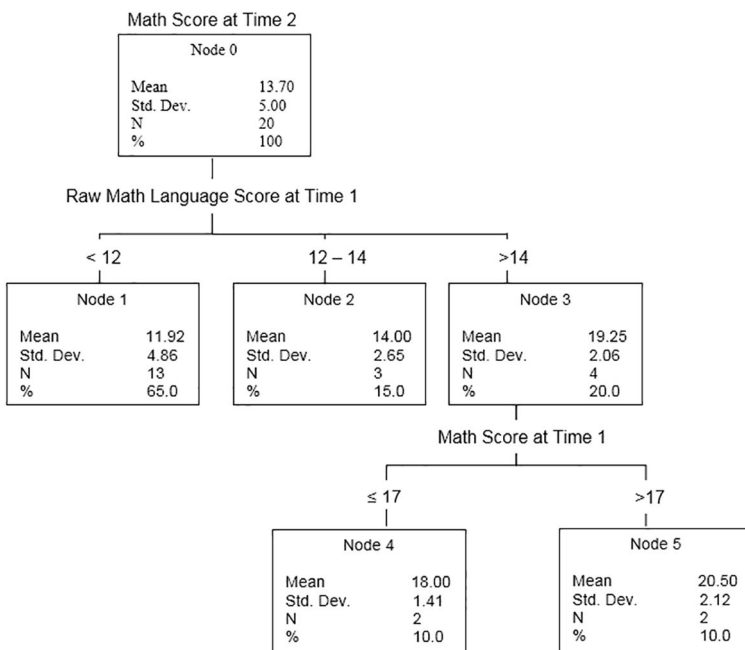 Math Score at Time 2
Node 0
Mean 13.70
Std. Dev. 5.00
N 20
% 100
Raw Math Language Score at Time 1
< 12
12 – 14
>14
Node 1
Mean 11.92
Std. Dev. 4.86
N 13
% 65.0
Node 2
Mean 14.00
Std. Dev. 2.65
N 3
% 15.0
Node 3
Mean 19.25
Std. Dev. 2.06
N 4
% 20.0
Math Score at Time 1
≤ 17
>17
Node 4
Mean 18.00
Std. Dev. 1.41
N 2
% 10.0
Node 5
Mean 20.50
Std. Dev. 2.12
N 2
% 10.0